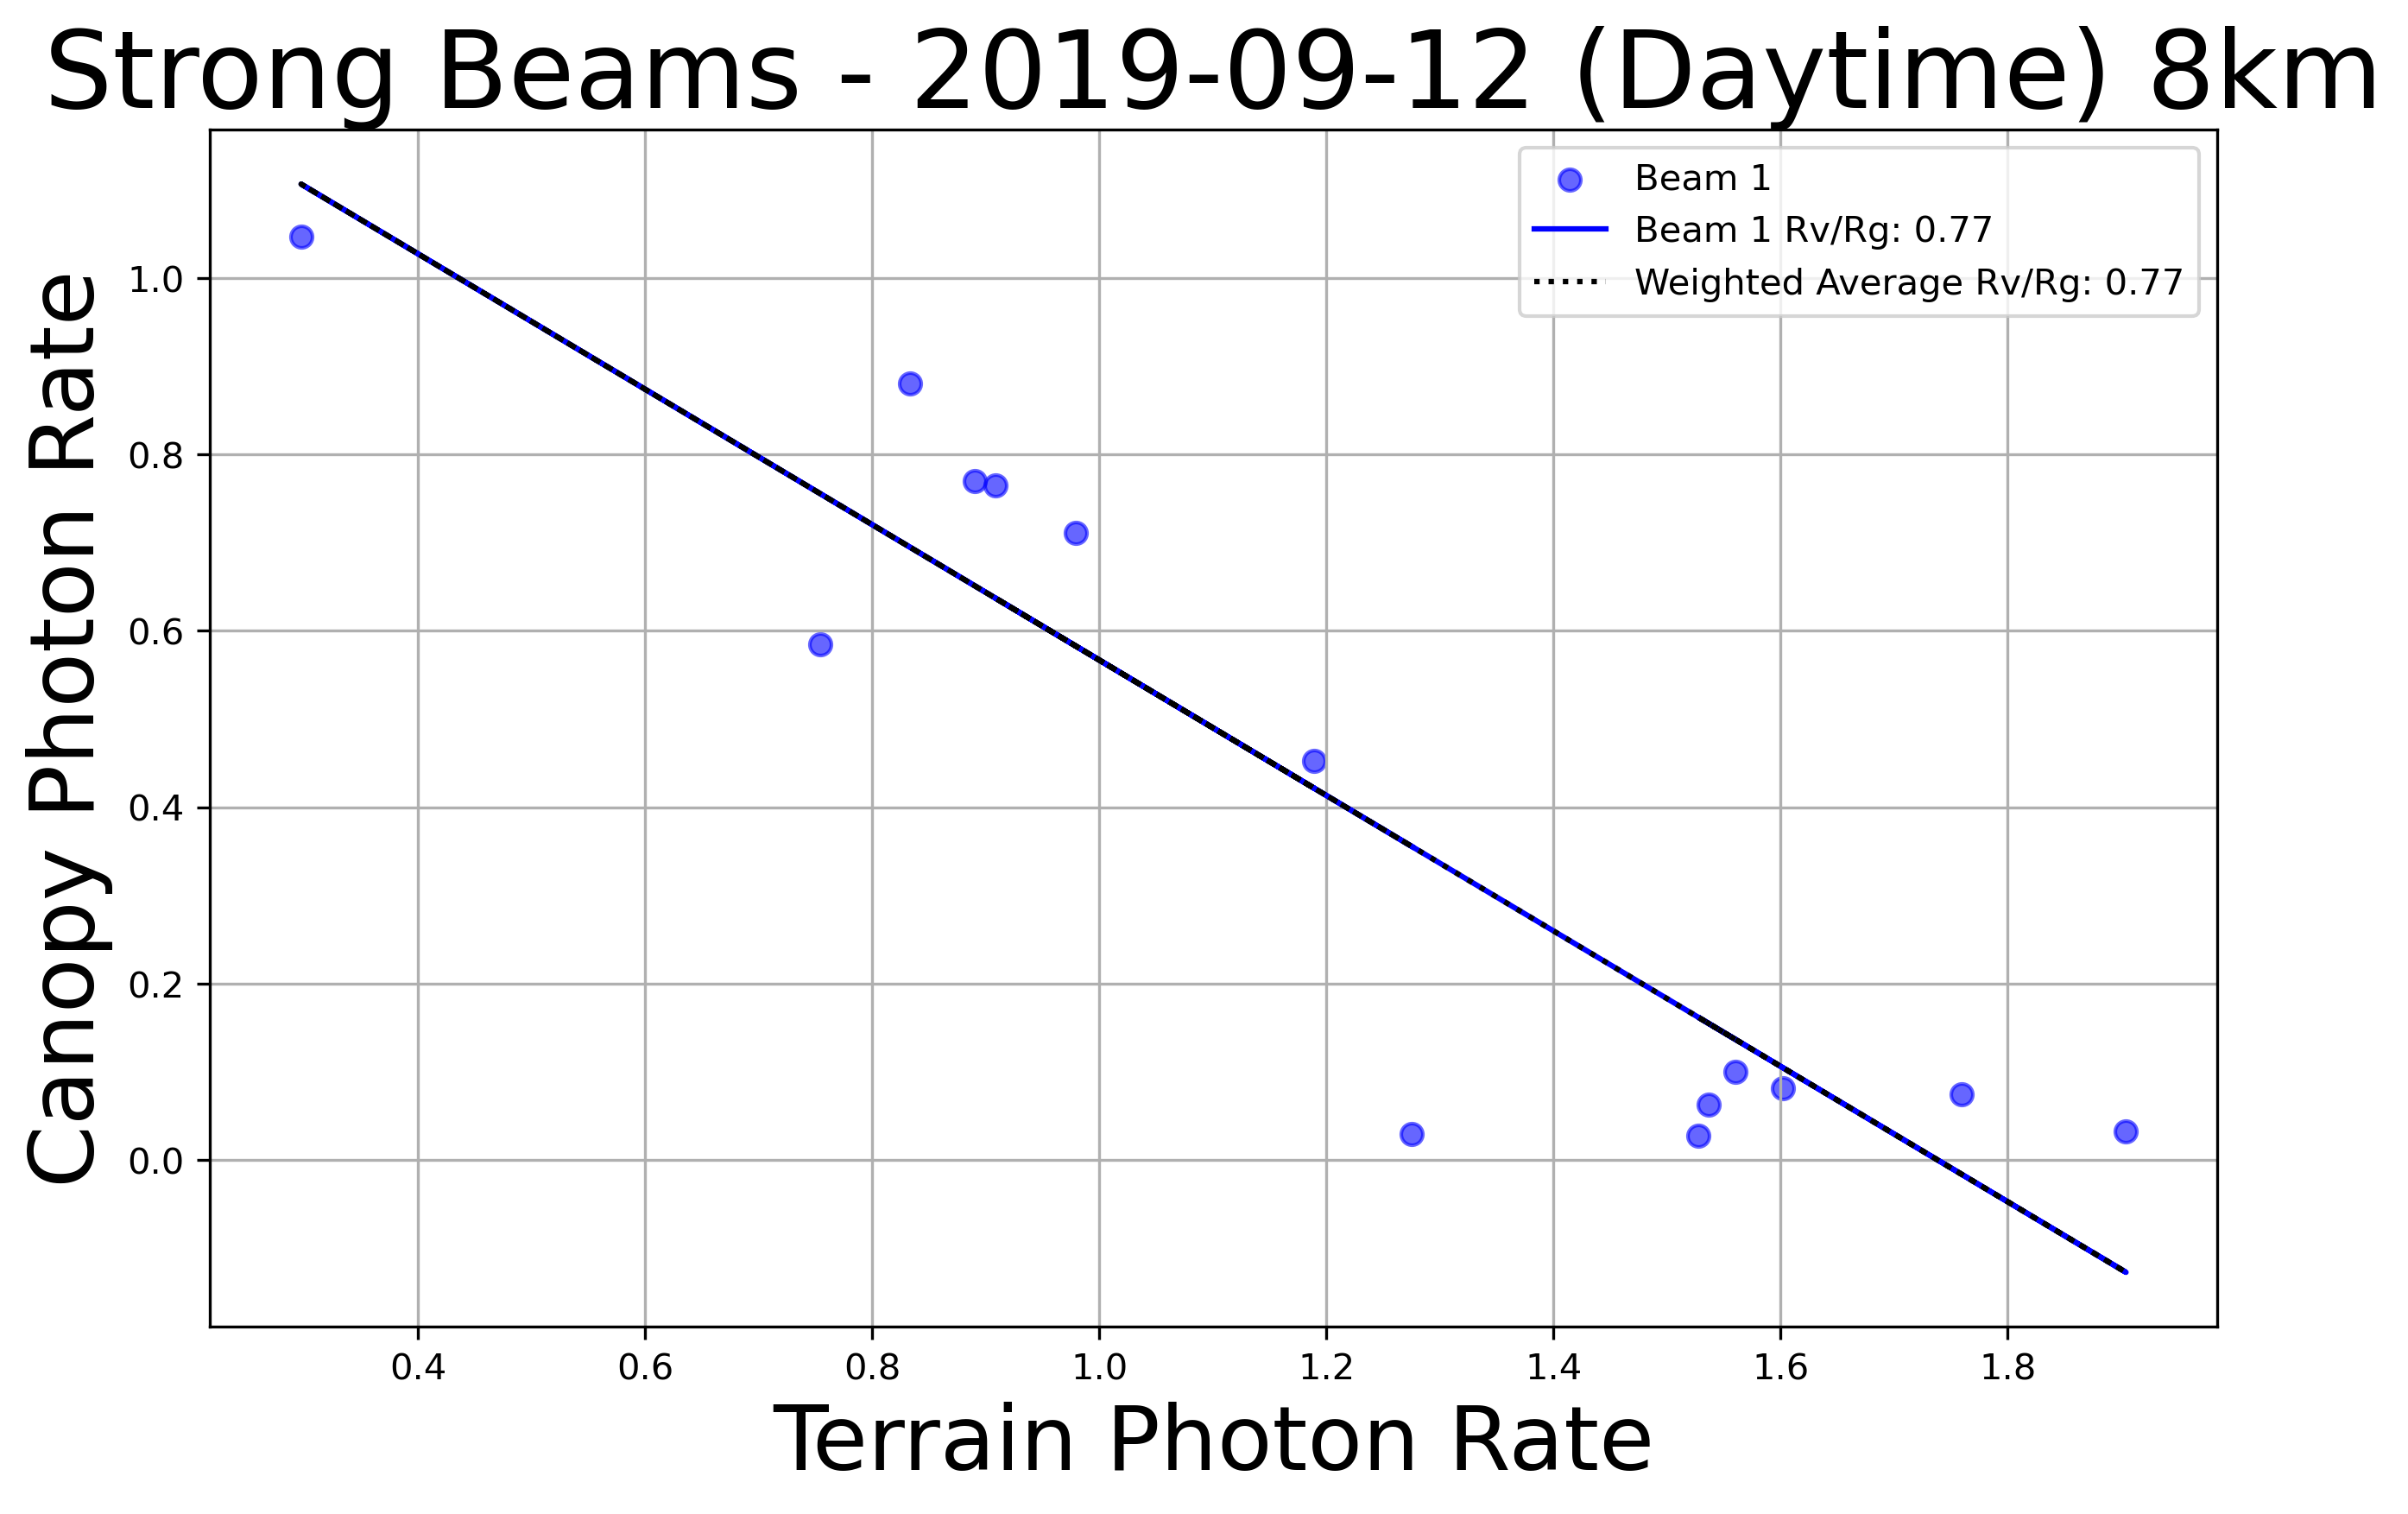 Strong Beams - 2019-09-12 (Daytime) 8km
Beam 1
Beam 1 Rv/Rg: 0.77
Weighted Average Rv/Rg: 0.77
Canopy Photon Rate
1.0
0.8
0.6
0.4
0.2
0.0
0.4 0.6 0.8 1.0 1.2 1.4 1.6 1.8
Terrain Photon Rate